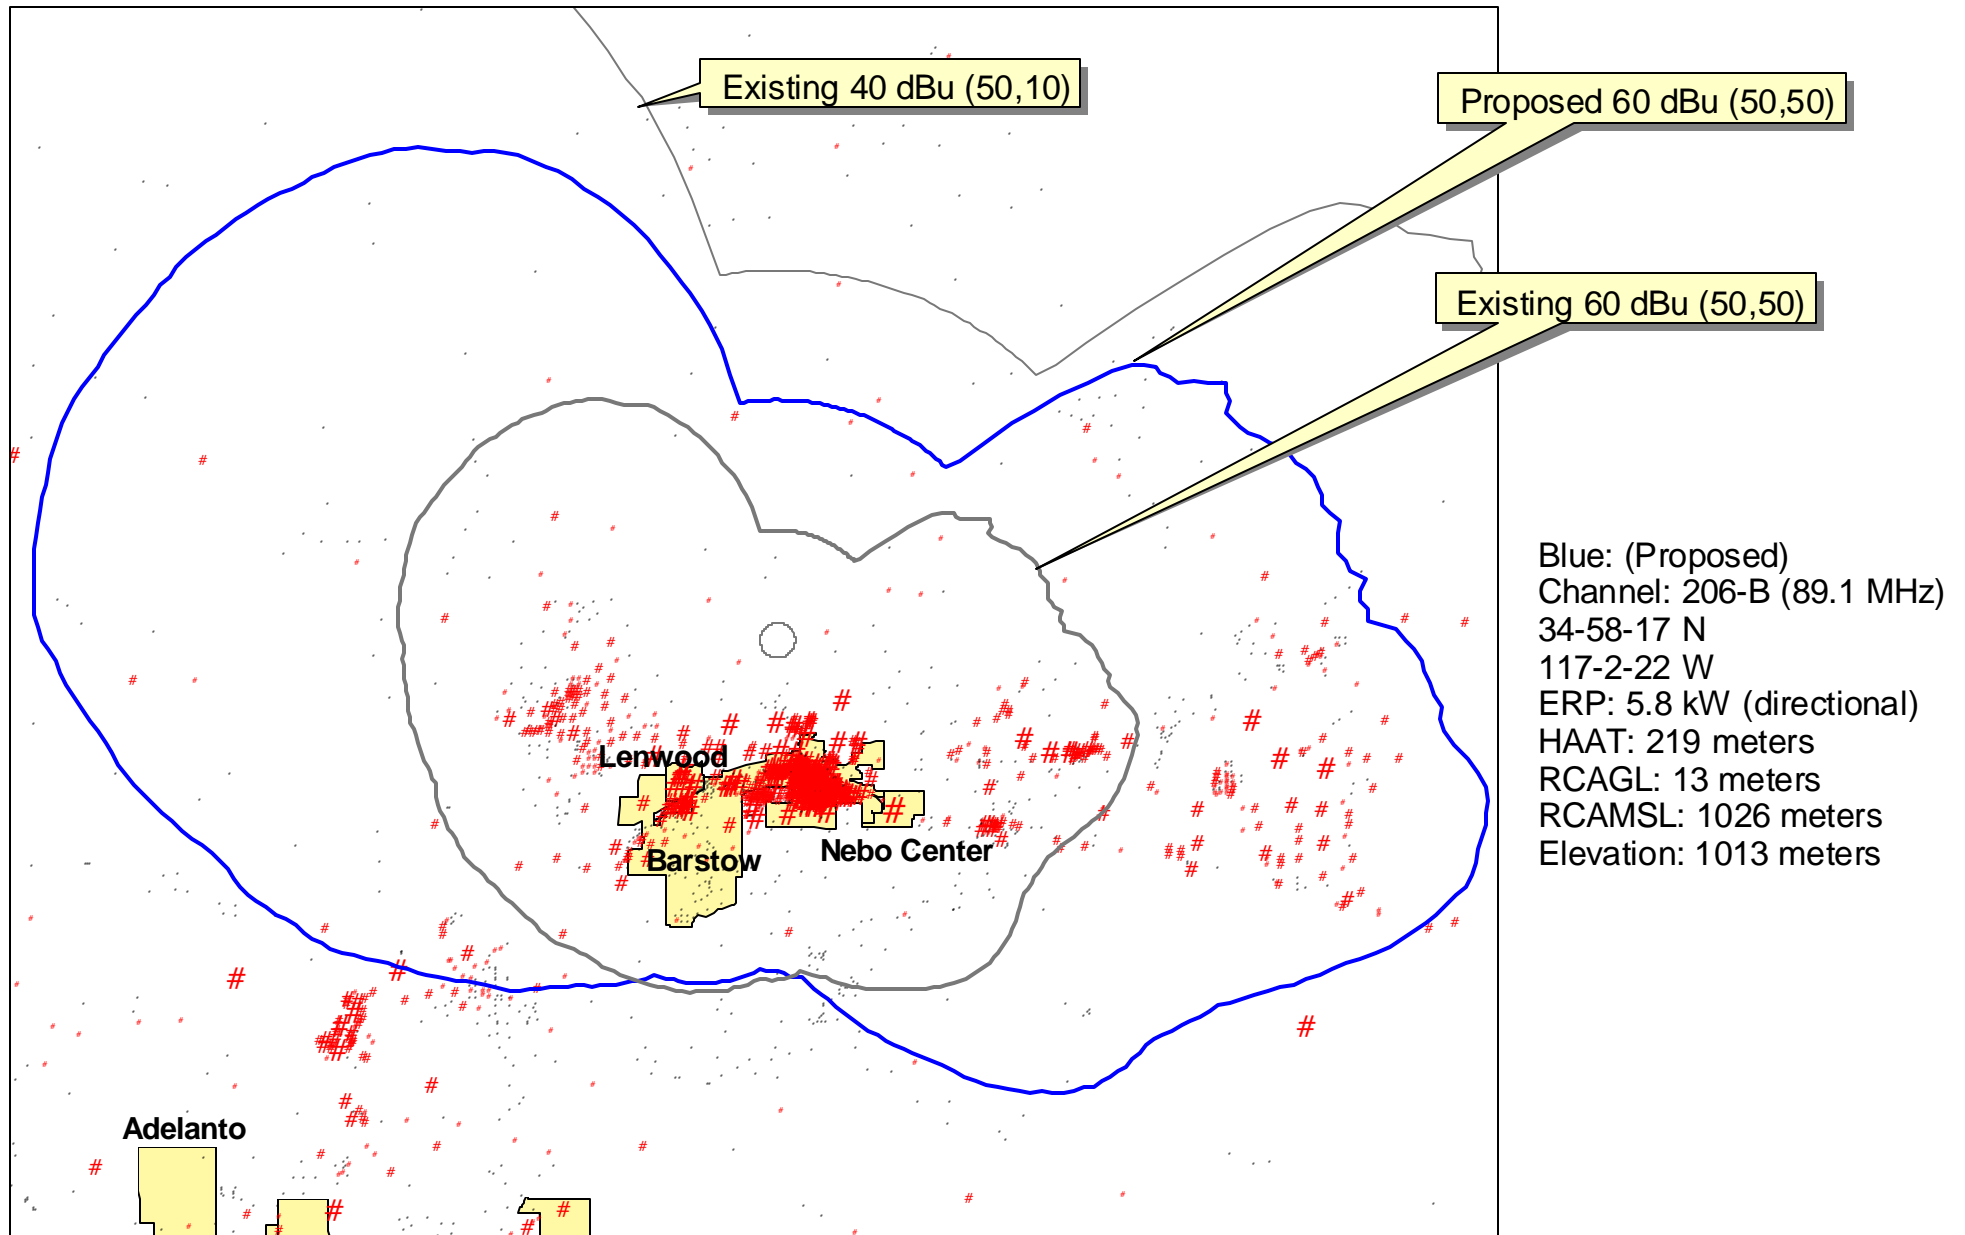 Existing 40 dBu (50,10)
Proposed 60 dBu (50,50)
Existing 60 dBu (50,50)
Blue: (Proposed)
Channel: 206-B (89.1 MHz)
34-58-17 N
117-2-22 W
ERP: 5.8 kW (directional)
HAAT: 219 meters
RCAGL: 13 meters
RCAMSL: 1026 meters
Elevation: 1013 meters
Lenwood
Barstow
Nebo Center
Adelanto